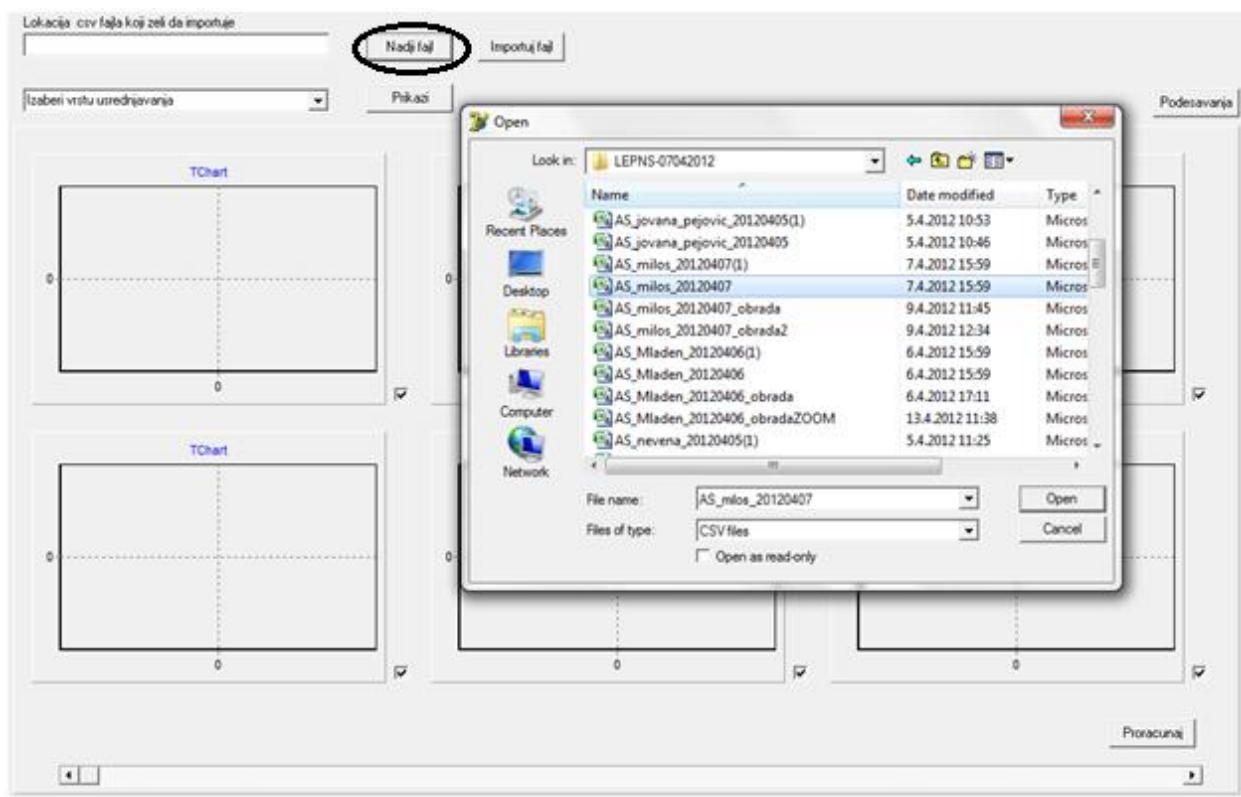 Lokacija csv fajla koji zeli da importuje
Nadji fajl
Importuj fajl
Izaberi vrstu usrednjavanja
Prikazi
Podesavanja
Open
Look in:
LEPNS-07042012
Name Date modified Type
Recent Places
Desktop
Libraries
Computer
Network
AS_jovana_pejovic_20120405(1) 5.4.2012 10:53 Micros
AS_jovana_pejovic_20120405 5.4.2012 10:46 Micros
AS_milos_20120407(1) 7.4.2012 15:59 Micros
AS_milos_20120407 7.4.2012 15:59 Micros
AS_milos_20120407_obrada 9.4.2012 11:45 Micros
AS_milos_20120407_obrada2 9.4.2012 12:34 Micros
AS_Mladen_20120406(1) 6.4.2012 15:59 Micros
AS_Mladen_20120406 6.4.2012 15:59 Micros
AS_Mladen_20120406_obrada 6.4.2012 17:11 Micros
AS_Mladen_20120406_obradaZOOM 13.4.2012 11:38 Micros
AS_nevena_20120405(1) 5.4.2012 11:25 Micros
File name: AS_milos_20120407 Open
Files of type: CSV files Cancel
Open as read-only
TChart
0
0
TChart
0
0
0
0
0
Proracunaj